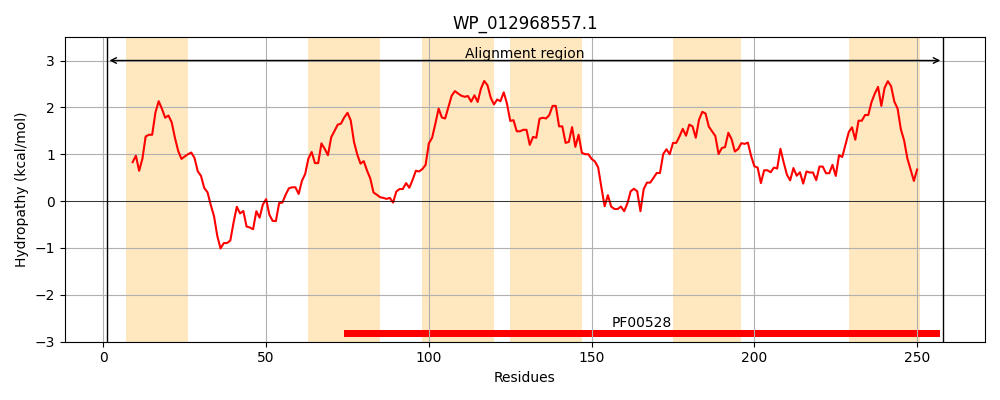 WP_012968557.1
Alignment region
Hydropathy (kcal/mol)
3
2
1
0
−1
−2
−3
PF00528
0 50 100 150 200 250
Residues